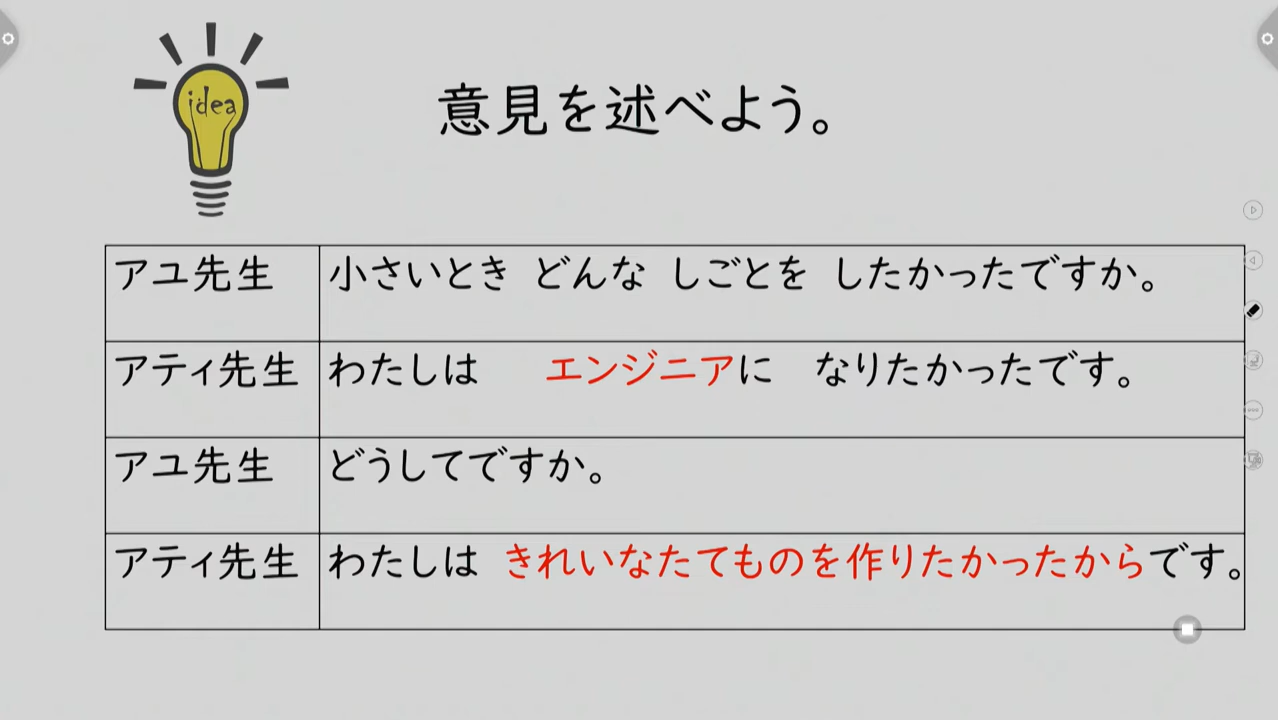 idea
意見を述べよう。
アユ先生 小さいとき どんな しごとを したかったですか。
アティ先生 わたしは エンジニアに なりたかったです。
アユ先生 どうしてですか。
アティ先生 わたしは きれいなたてものを作りたかったからです。